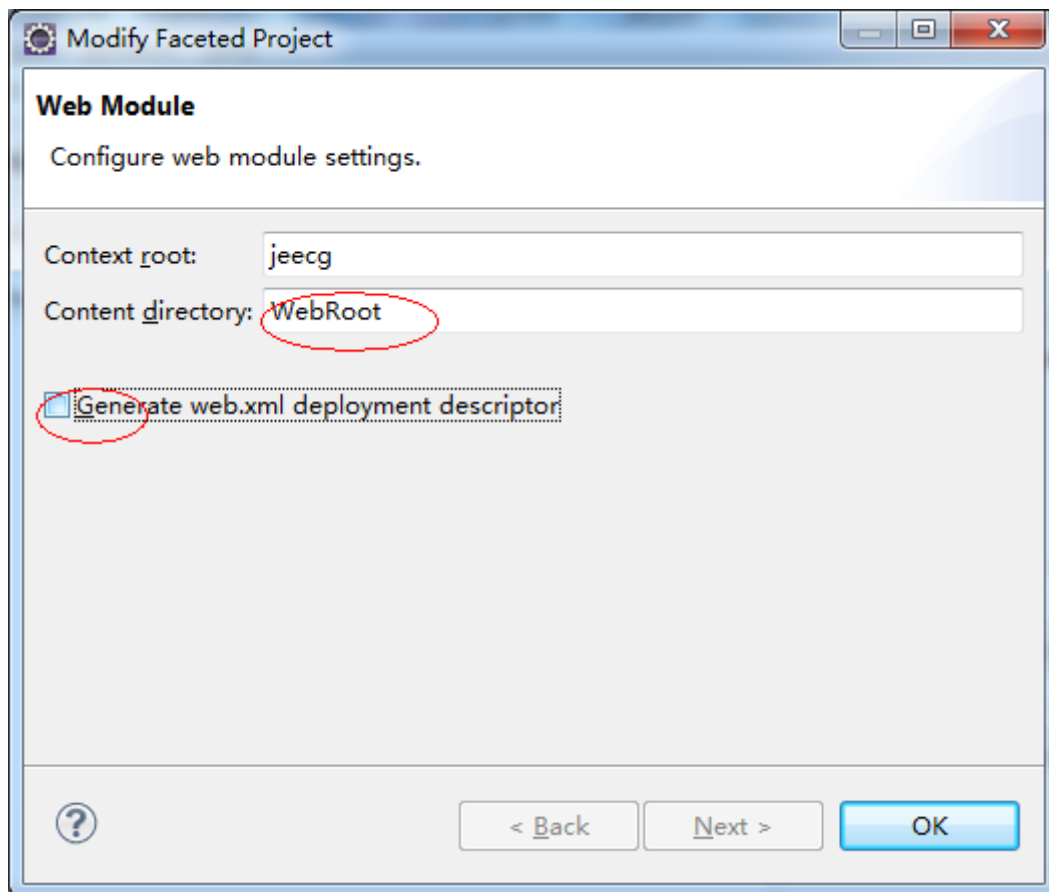 Modify Faceted Project
Web Module
Configure web module settings.
Context root: jeecg
Content directory: WebRoot
Generate web.xml deployment descriptor
< Back Next > OK